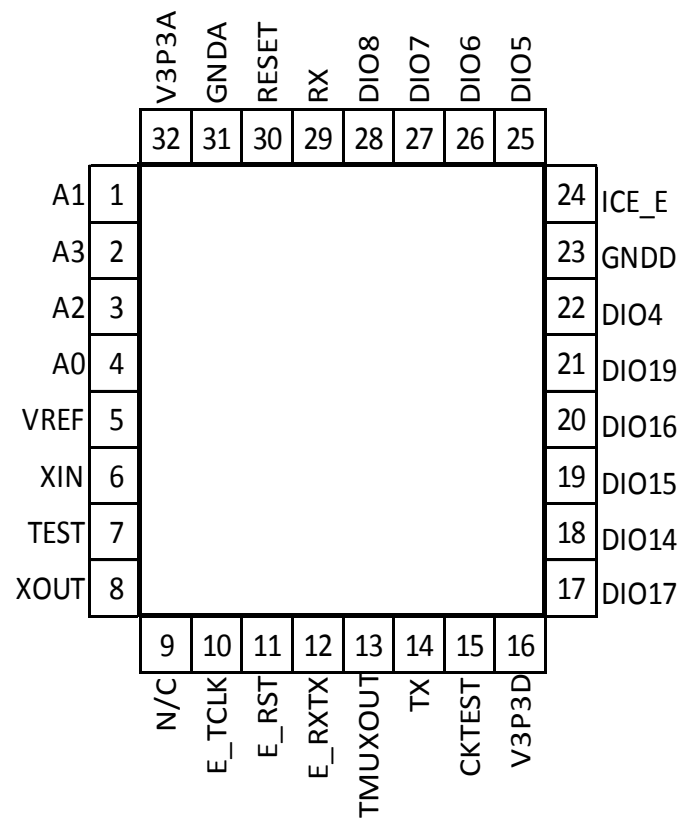 V3P3A GNDA RESET RX DIO8 DIO7 DIO6 DIO5
32 31 30 29 28 27 26 25
A1 1 24 ICE_E
A3 2 23 GNDD
A2 3 22 DIO4
A0 4 21 DIO19
VREF 5 20 DIO16
XIN 6 19 DIO15
TEST 7 18 DIO14
XOUT 8 17 DIO17
9 10 11 12 13 14 15 16
N/C E_TCLK E_RST E_RXTX TMUXOUT TX CKTEST V3P3D